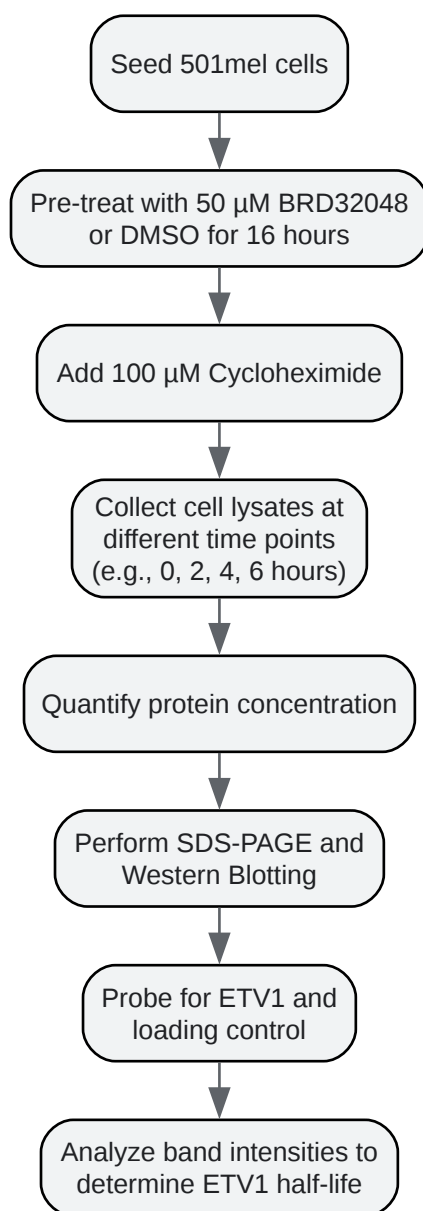 Seed 501mel cells
Pre-treat with 50 µM BRD32048
or DMSO for 16 hours
Add 100 µM Cycloheximide
Collect cell lysates at
different time points
(e.g., 0, 2, 4, 6 hours)
Quantify protein concentration
Perform SDS-PAGE and
Western Blotting
Probe for ETV1 and
loading control
Analyze band intensities to
determine ETV1 half-life